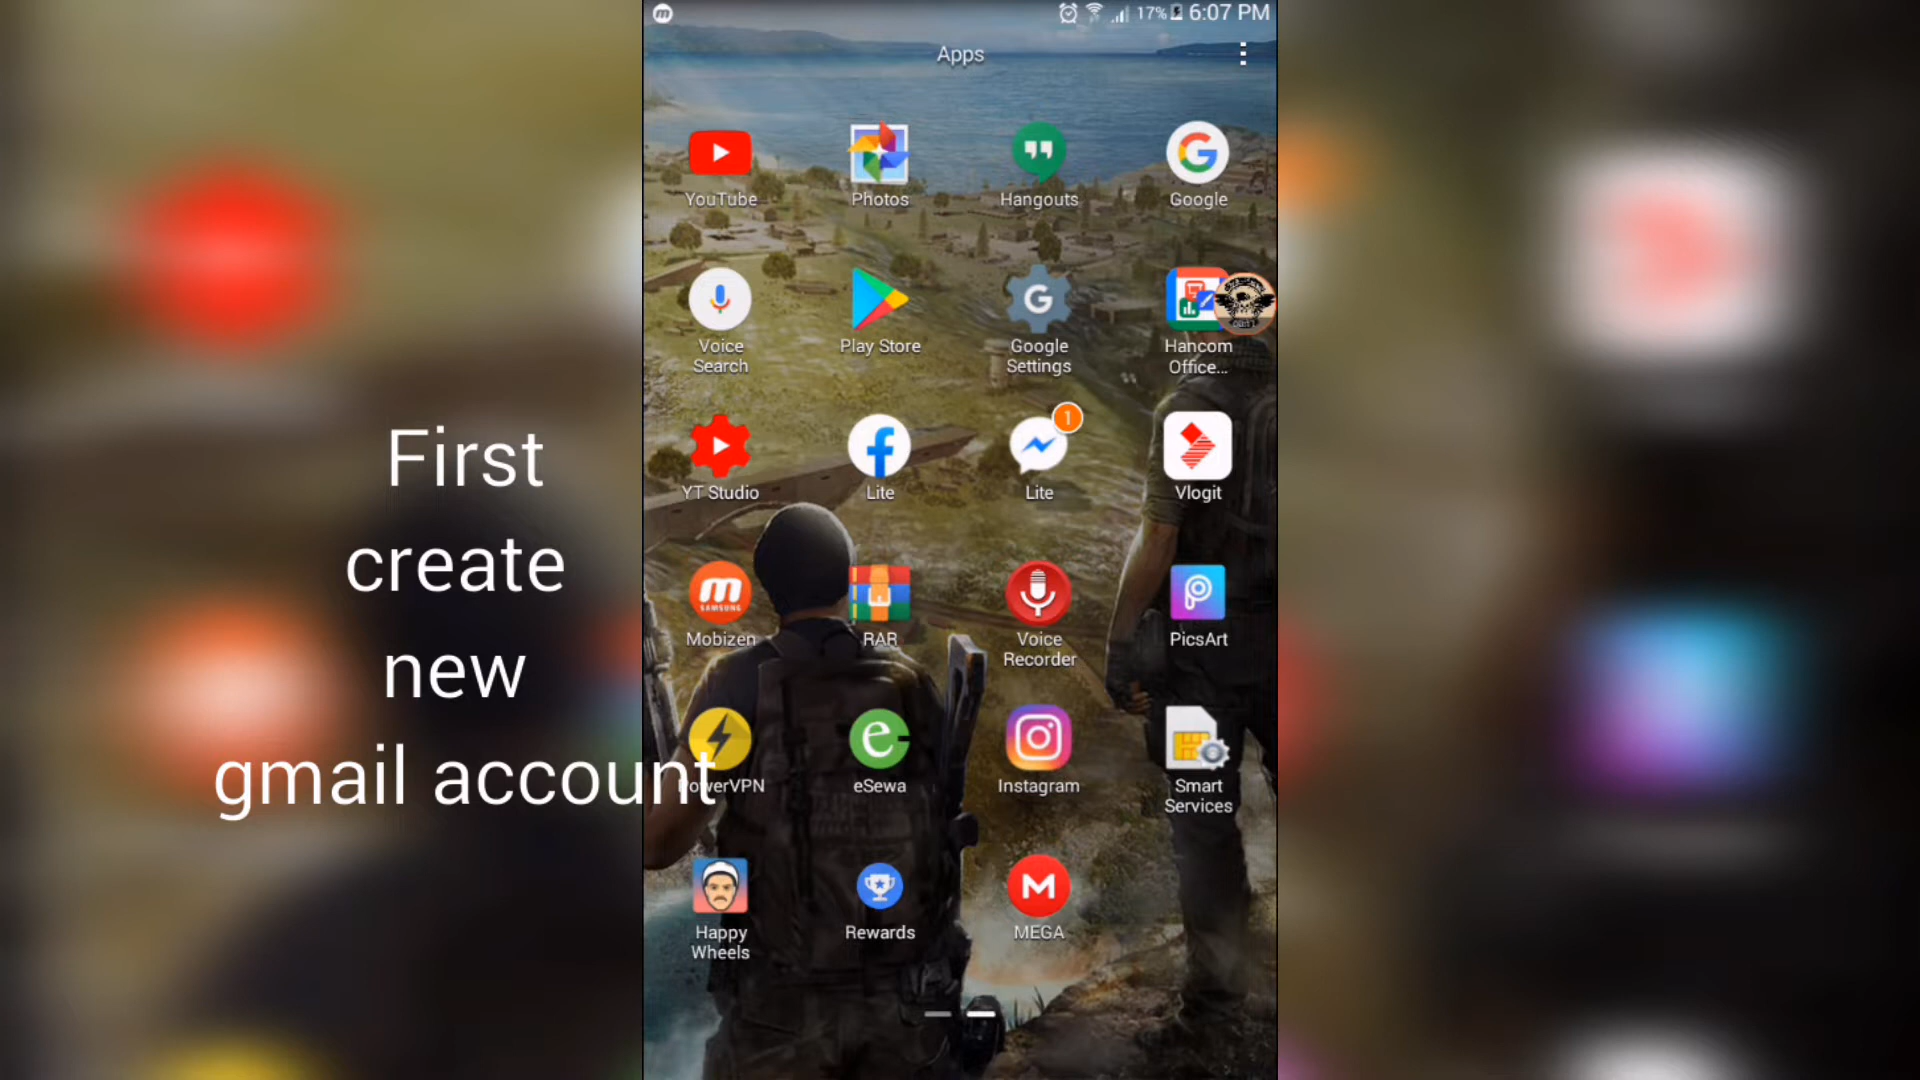 m
17% 6:07 PM
Apps
YouTube
Photos
Hangouts
Google
Voice
Search
Play Store
Google
Settings
Hancom
Office...
YT Studio
Lite
1
Lite
Vlogit
m
SAMSUNG
Mobizen
RAR
Voice
Recorder
PicsArt
PowerVPN
eSewa
Instagram
Smart
Services
Happy
Wheels
Rewards
M
MEGA
First
create
new
gmail account